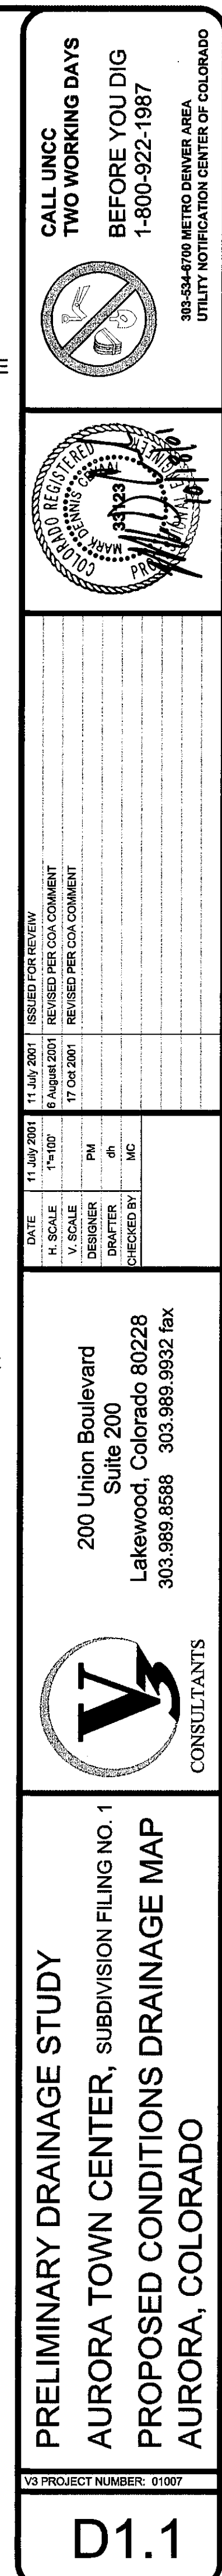 CALL UNCC
TWO WORKING DAYS
BEFORE YOU DIG
1-800-922-1987
303-534-6700 METRO DENVER AREA
UTILITY NOTIFICATION CENTER OF COLORADO
COLORADO REGISTERED
MARK DENNIS
33123
11 July 2001 ISSUED FOR REVEIW
6 August 2001 REVISED PER COA COMMENT
17 Oct 2001 REVISED PER COA COMMENT
DATE 11 July 2001
H. SCALE 1"=100'
V. SCALE
DESIGNER PM
DRAFTER dh
CHECKED BY MC
V3
CONSULTANTS
200 Union Boulevard
Suite 200
Lakewood, Colorado 80228
303.989.8588 303.989.9932 fax
PRELIMINARY DRAINAGE STUDY
AURORA TOWN CENTER, SUBDIVISION FILING NO. 1
PROPOSED CONDITIONS DRAINAGE MAP
AURORA, COLORADO
V3 PROJECT NUMBER: 01007
D1.1